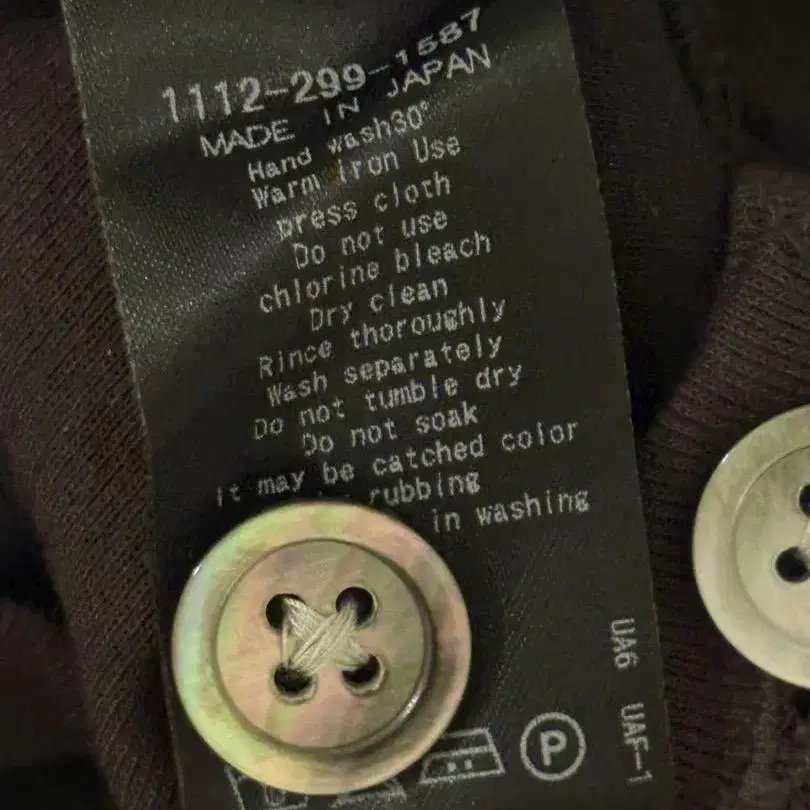 1112-299-1587
MADE IN JAPAN
Hand wash30°
Warm iron Use
press cloth
Do not use
chlorine bleach
Dry clean
Rince thoroughly
Wash separately
Do not tumble dry
Do not soak
it may be catched color
rubbing
in washing
UA6 UAF-1
P